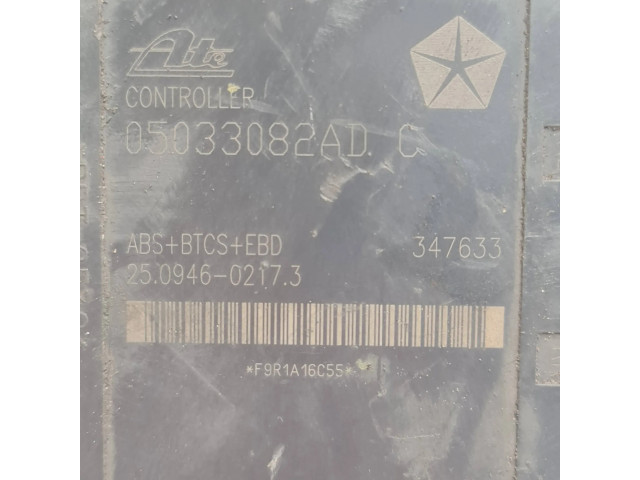 Ate
CONTROLLER
05033082AD C
ABS+BTCS+EBD 347633
25.0946-0217.3
*F9R1A16C55*